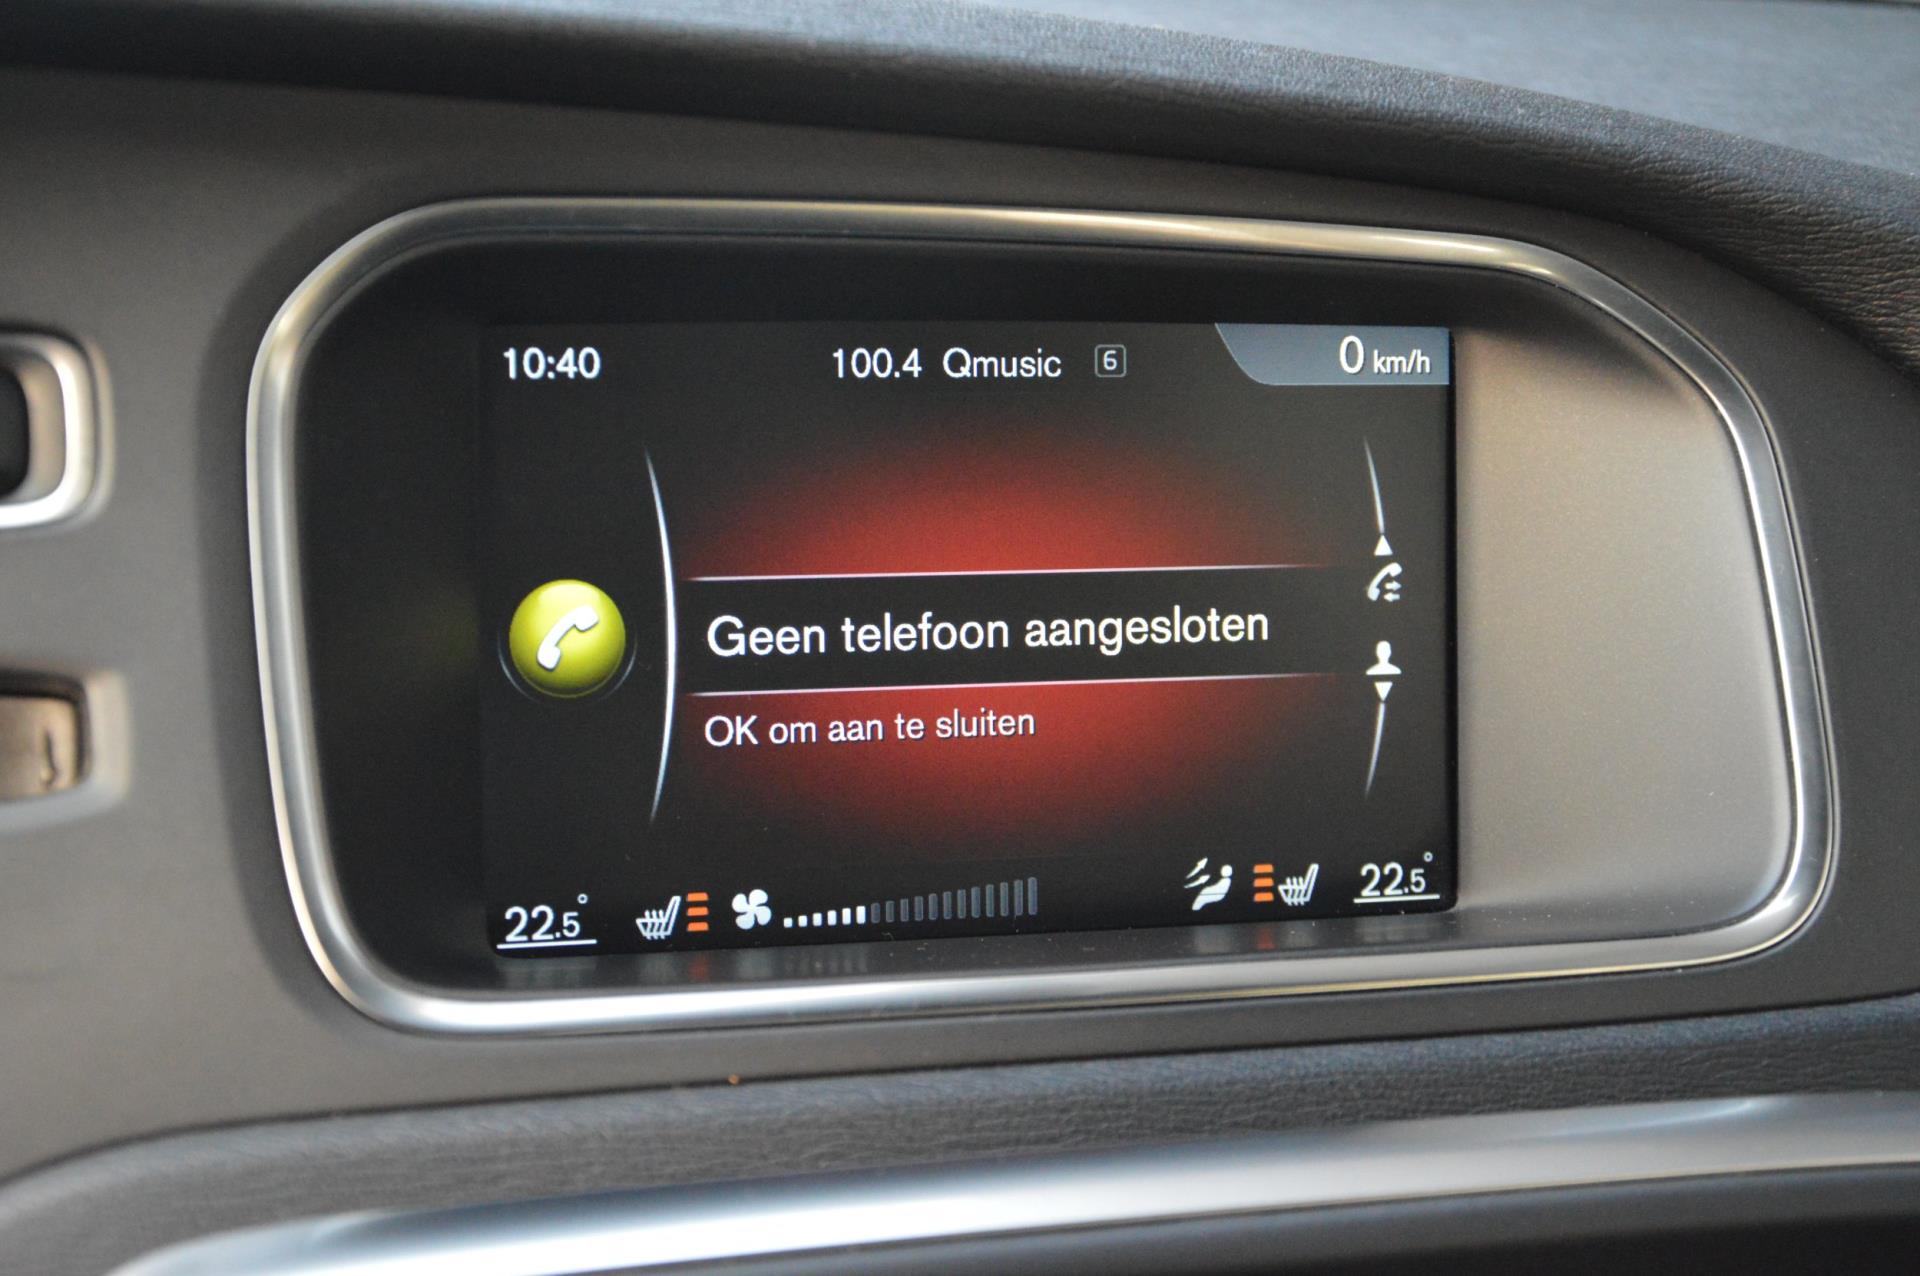 10:40 100.4 Qmusic 6 0 km/h
Geen telefoon aangesloten
OK om aan te sluiten
22.5° 22.5°